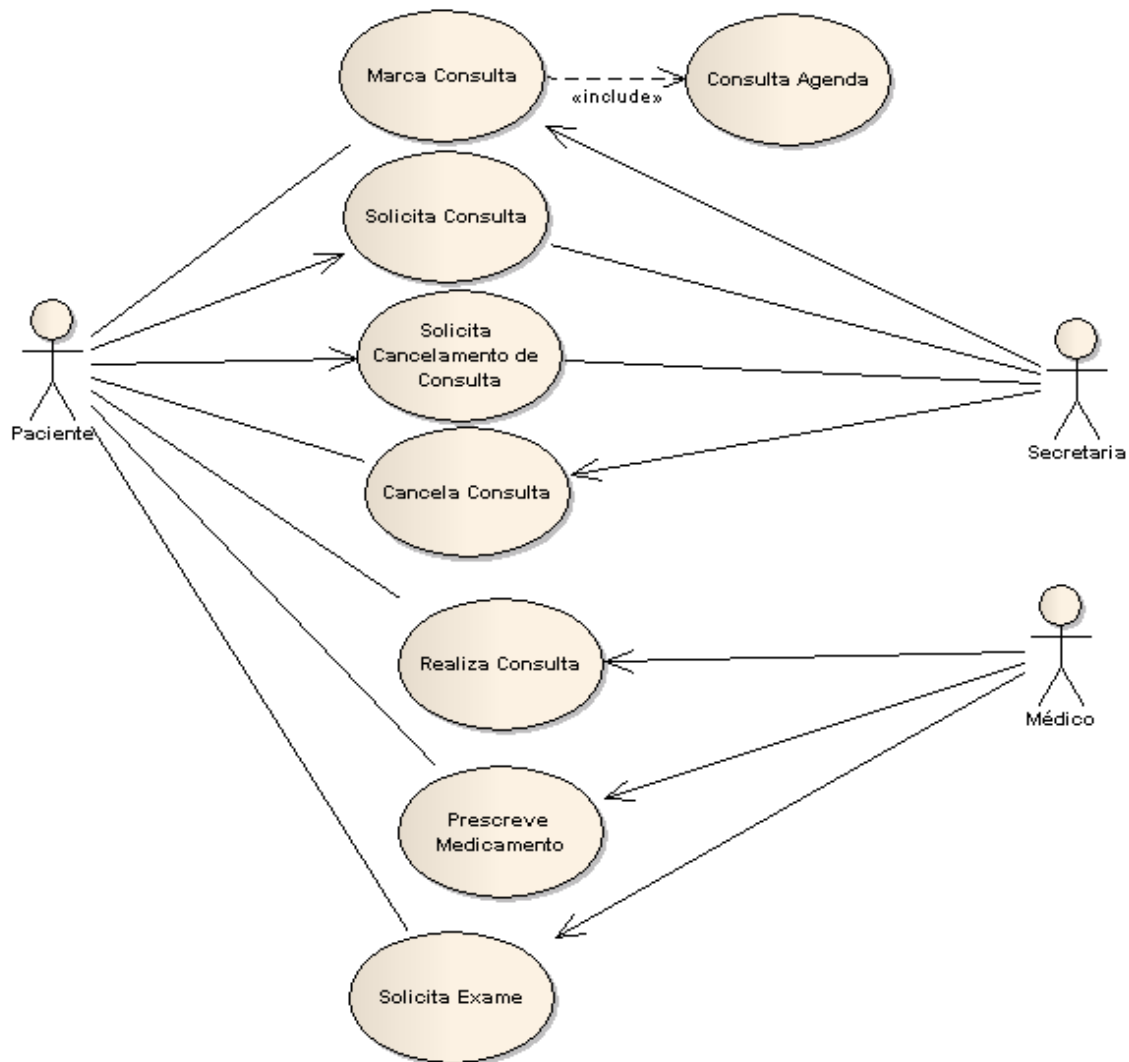 Marca Consulta
Consulta Agenda
«include»
Solicita Consulta
Solicita
Cancelamento de
Consulta
Paciente
Secretaria
Cancela Consulta
Realiza Consulta
Médico
Prescreve
Medicamento
Solicita Exame